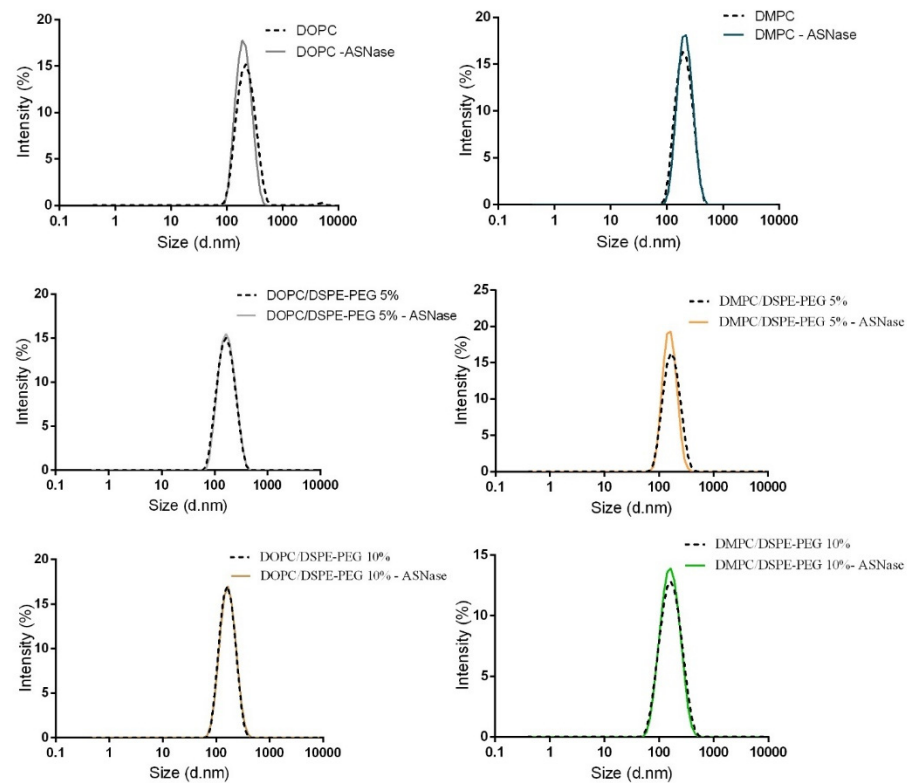 DOPC
DOPC -ASNase
Intensity (%)
20
15
10
5
0
0.1 1 10 100 1000 10000
Size (d.nm)
DMPC
DMPC - ASNase
Intensity (%)
20
15
10
5
0
0.1 1 10 100 1000 10000
Size (d.nm)
DOPC/DSPE-PEG 5%
DOPC/DSPE-PEG 5% - ASNase
Intensity (%)
20
15
10
5
0
0.1 1 10 100 1000 10000
Size (d.nm)
DMPC/DSPE-PEG 5%
DMPC/DSPE-PEG 5% - ASNase
Intensity (%)
25
20
15
10
5
0
0.1 1 10 100 1000 10000
Size (d.nm)
DOPC/DSPE-PEG 10%
DOPC/DSPE-PEG 10% - ASNase
Intensity (%)
20
15
10
5
0
0.1 1 10 100 1000 10000
Size (d.nm)
DMPC/DSPE-PEG 10%
DMPC/DSPE-PEG 10%- ASNase
Intensity (%)
15
10
5
0
0.1 1 10 100 1000 10000
Size (d.nm)